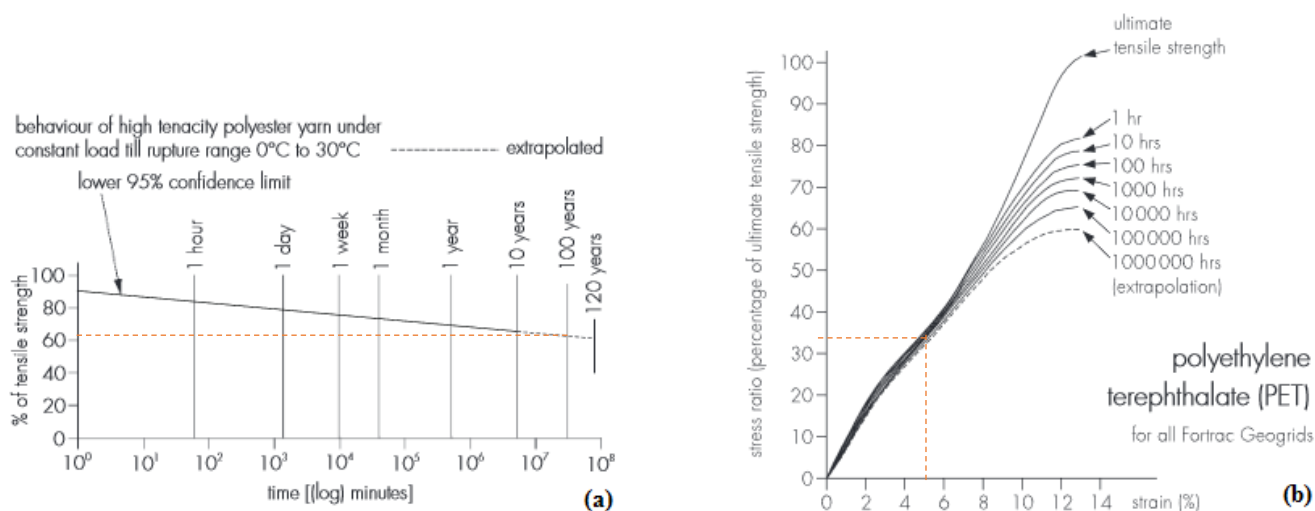 behaviour of high tenacity polyester yarn under
constant load till rupture range 0°C to 30°C
extrapolated
lower 95% confidence limit
1 hour
1 day
1 week
1 month
1 year
10 years
100 years
120 years
% of tensile strength
100
80
60
40
20
0
10⁰ 10¹ 10² 10³ 10⁴ 10⁵ 10⁶ 10⁷ 10⁸
time [(log) minutes]
(a)
ultimate
tensile strength
stress ratio (percentage of ultimate tensile strength)
100
90
80
70
60
50
40
30
20
10
0
1 hr
10 hrs
100 hrs
1000 hrs
10 000 hrs
100 000 hrs
1000 000 hrs
(extrapolation)
polyethylene
terephthalate (PET)
for all Fortrac Geogrids
0 2 4 6 8 10 12 14 strain (%)
(b)